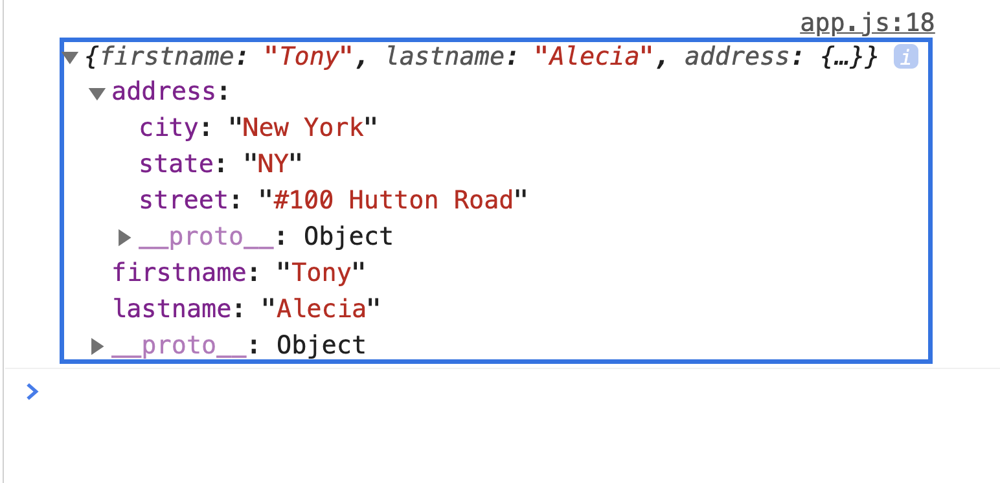 app.js:18
▼{firstname: "Tony", lastname: "Alecia", address: {…}} i
▼address:
city: "New York"
state: "NY"
street: "#100 Hutton Road"
▶__proto__: Object
firstname: "Tony"
lastname: "Alecia"
▶__proto__: Object
>